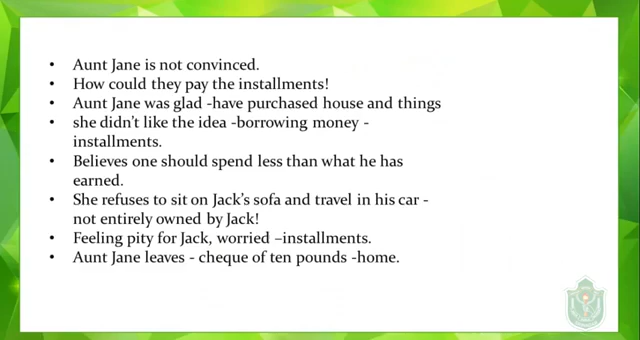 • Aunt Jane is not convinced.
• How could they pay the installments!
• Aunt Jane was glad -have purchased house and things
• she didn't like the idea -borrowing money -
installments.
• Believes one should spend less than what he has
earned.
• She refuses to sit on Jack's sofa and travel in his car -
not entirely owned by Jack!
• Feeling pity for Jack, worried –installments.
• Aunt Jane leaves - cheque of ten pounds -home.